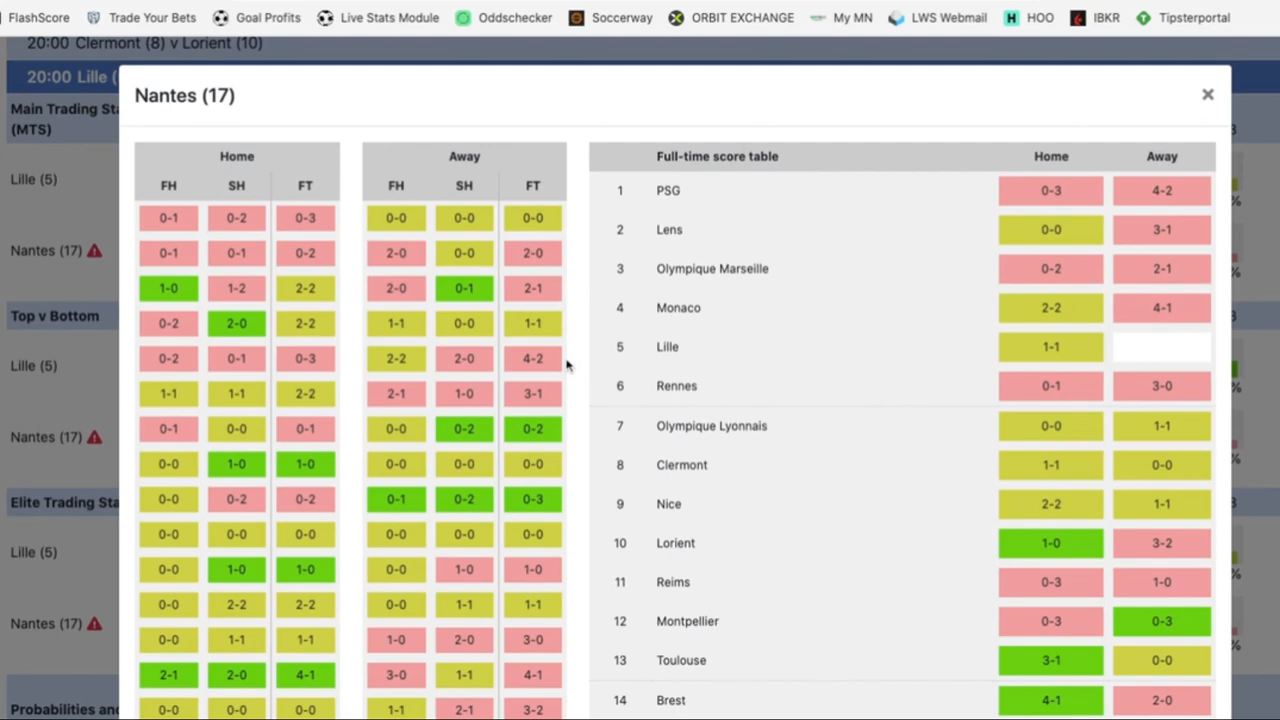 FlashScore Trade Your Bets Goal Profits Live Stats Module Oddschecker Soccerway ORBIT EXCHANGE My MN LWS Webmail HOO IBKR Tipsterportal
20:00 Clermont (8) v Lorient (10)
20:00 Lille (
Main Trading Sta
(MTS)
Lille (5)
Nantes (17)
Top v Bottom
Lille (5)
Nantes (17)
Elite Trading Sta
Lille (5)
Nantes (17)
Probabilities and
Nantes (17) ×
Home Away
FH SH FT FH SH FT
0-1 0-2 0-3 0-0 0-0 0-0
0-1 0-1 0-2 2-0 0-0 2-0
1-0 1-2 2-2 2-0 0-1 2-1
0-2 2-0 2-2 1-1 0-0 1-1
0-2 0-1 0-3 2-2 2-0 4-2
1-1 1-1 2-2 2-1 1-0 3-1
0-1 0-0 0-1 0-0 0-2 0-2
0-0 1-0 1-0 0-0 0-0 0-0
0-0 0-2 0-2 0-1 0-2 0-3
0-0 0-0 0-0 0-0 0-0 0-0
0-0 1-0 1-0 0-0 1-0 1-0
0-0 2-2 2-2 0-0 1-1 1-1
0-0 1-1 1-1 1-0 2-0 3-0
2-1 2-0 4-1 3-0 1-1 4-1
0-0 0-0 0-0 1-1 2-1 3-2
Full-time score table Home Away
1 PSG 0-3 4-2
2 Lens 0-0 3-1
3 Olympique Marseille 0-2 2-1
4 Monaco 2-2 4-1
5 Lille 1-1
6 Rennes 0-1 3-0
7 Olympique Lyonnais 0-0 1-1
8 Clermont 1-1 0-0
9 Nice 2-2 1-1
10 Lorient 1-0 3-2
11 Reims 0-3 1-0
12 Montpellier 0-3 0-3
13 Toulouse 3-1 0-0
14 Brest 4-1 2-0
3
%
%
3
%
%
3
%
%